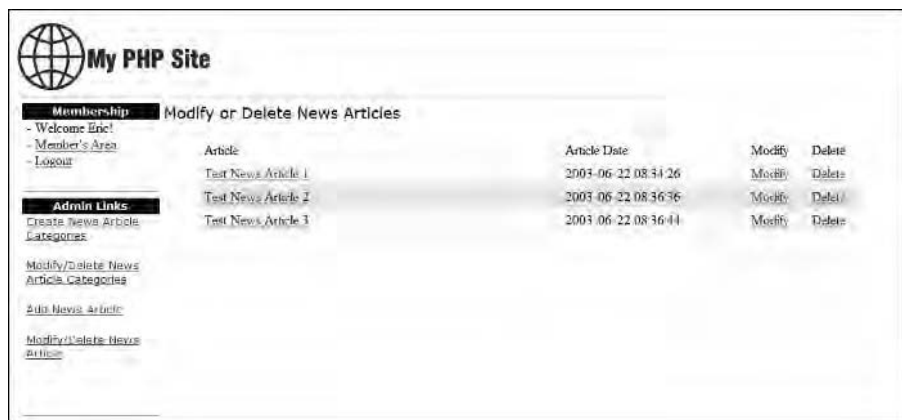 My PHP Site
Membership
- Welcome Eric!
- Member's Area
- Logout
Admin Links
Create News Article
Categories
Modify/Delete News
Article Categories
Add News Article
Modify/Delete News
Article
Modify or Delete News Articles
Article Article Date Modify Delete
Test News Article 1 2003-06-22 08:34:26 Modify Delete
Test News Article 2 2003-06-22 08:36:36 Modify Delete
Test News Article 3 2003-06-22 08:36:44 Modify Delete